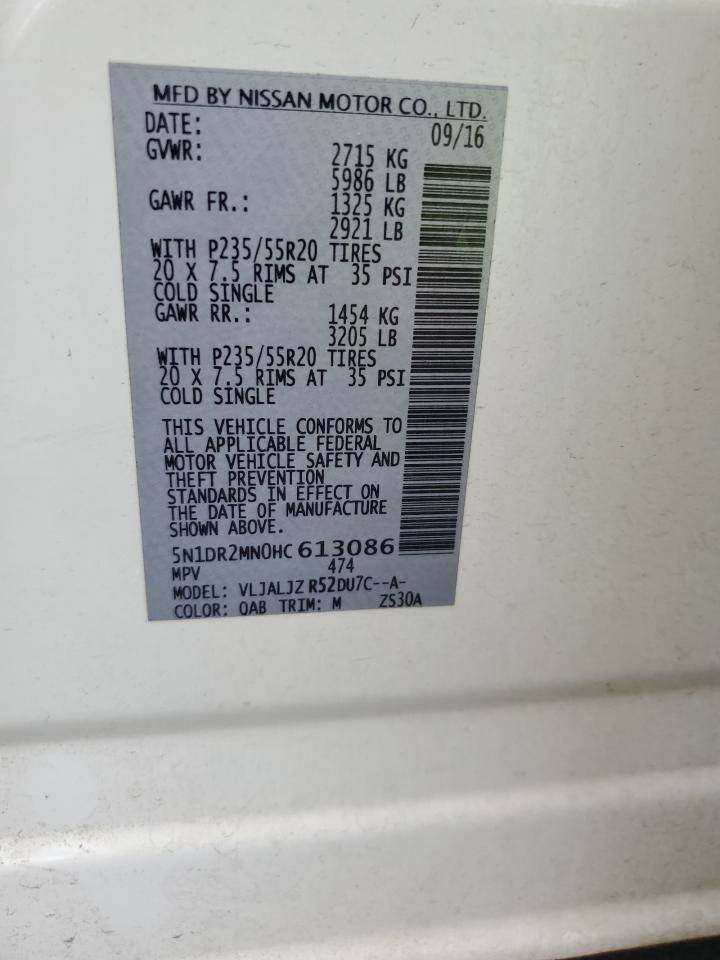 MFD BY NISSAN MOTOR CO., LTD.
DATE: 09/16
GVWR: 2715 KG
5986 LB
GAWR FR.: 1325 KG
2921 LB
WITH P235/55R20 TIRES
20 X 7.5 RIMS AT 35 PSI
COLD SINGLE
GAWR RR.: 1454 KG
3205 LB
WITH P235/55R20 TIRES
20 X 7.5 RIMS AT 35 PSI
COLD SINGLE
THIS VEHICLE CONFORMS TO
ALL APPLICABLE FEDERAL
MOTOR VEHICLE SAFETY AND
THEFT PREVENTION
STANDARDS IN EFFECT ON
THE DATE OF MANUFACTURE
SHOWN ABOVE.
5N1DR2MN0HC613086
MPV 474
MODEL: VLJALJZ R52DU7C--A-
COLOR: QAB TRIM: M ZS30A